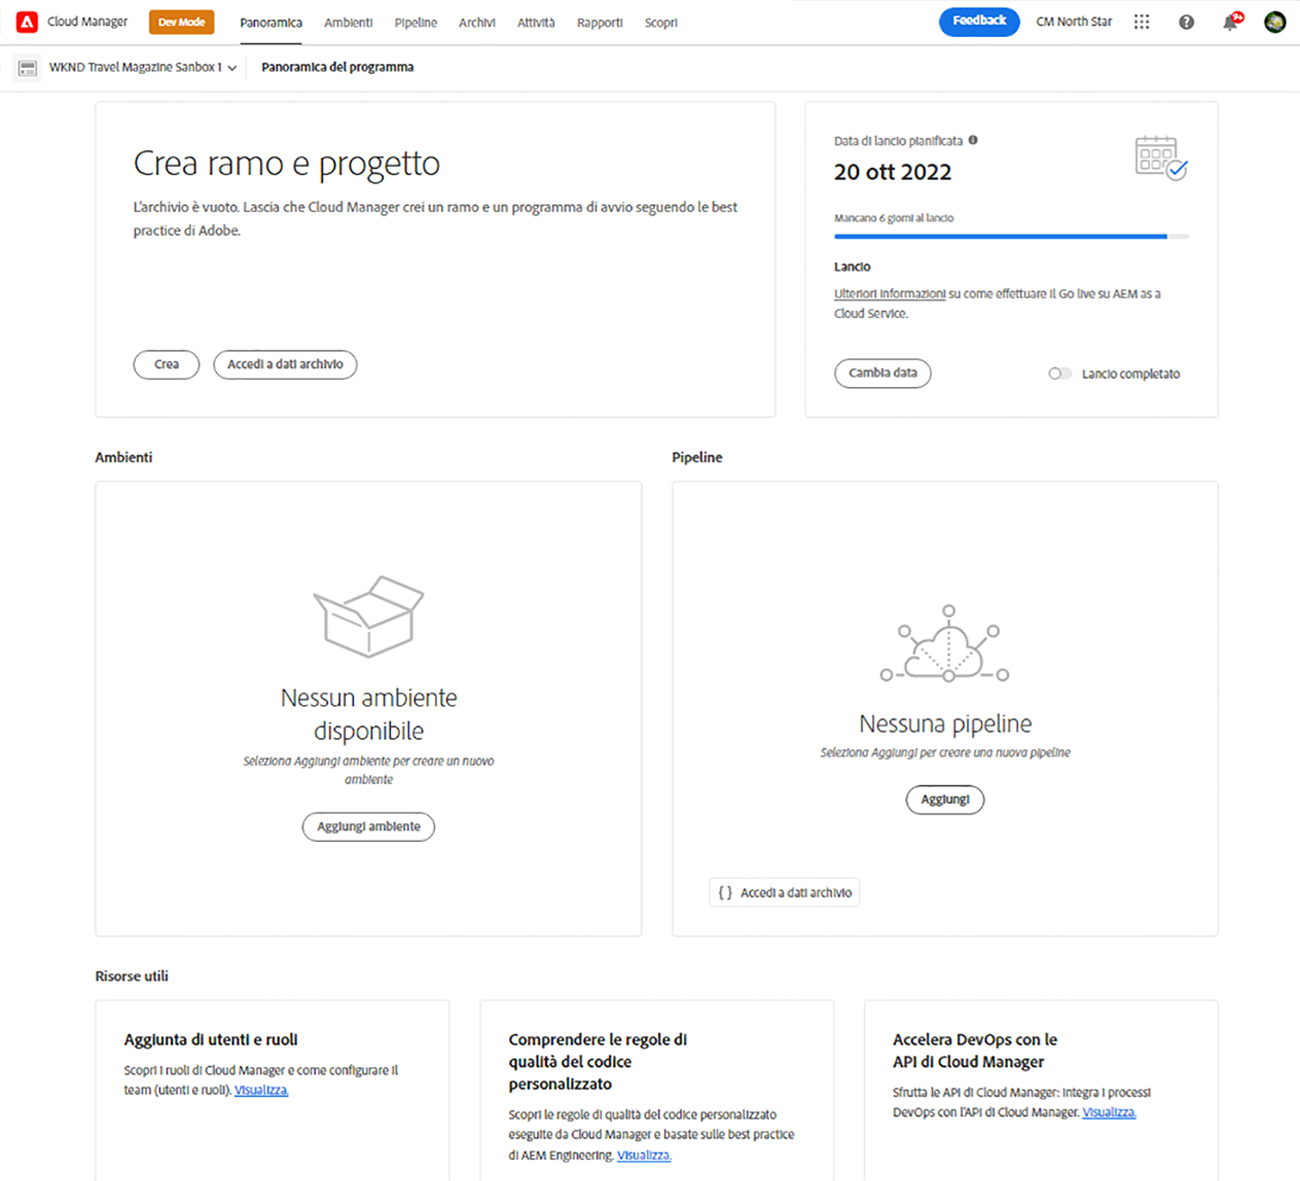 Cloud Manager Dev Mode Panoramica Ambienti Pipeline Archivi Attività Rapporti Scopri Feedback CM North Star 9+
WKND Travel Magazine Sanbox 1 Panoramica del programma
Crea ramo e progetto
L'archivio è vuoto. Lascia che Cloud Manager crei un ramo e un programma di avvio seguendo le best
practice di Adobe.
Crea Accedi a dati archivio
Data di lancio pianificata
20 ott 2022
Mancano 6 giorni al lancio
Lancio
Ulteriori informazioni su come effettuare il Go live su AEM as a
Cloud Service.
Cambia data Lancio completato
Ambienti
Nessun ambiente
disponibile
Seleziona Aggiungi ambiente per creare un nuovo
ambiente
Aggiungi ambiente
Pipeline
Nessuna pipeline
Seleziona Aggiungi per creare una nuova pipeline
Aggiungi
{ } Accedi a dati archivio
Risorse utili
Aggiunta di utenti e ruoli
Scopri i ruoli di Cloud Manager e come configurare il
team (utenti e ruoli). Visualizza.
Comprendere le regole di
qualità del codice
personalizzato
Scopri le regole di qualità del codice personalizzato
eseguite da Cloud Manager e basate sulle best practice
di AEM Engineering. Visualizza.
Accelera DevOps con le
API di Cloud Manager
Sfrutta le API di Cloud Manager: integra i processi
DevOps con l'API di Cloud Manager. Visualizza.